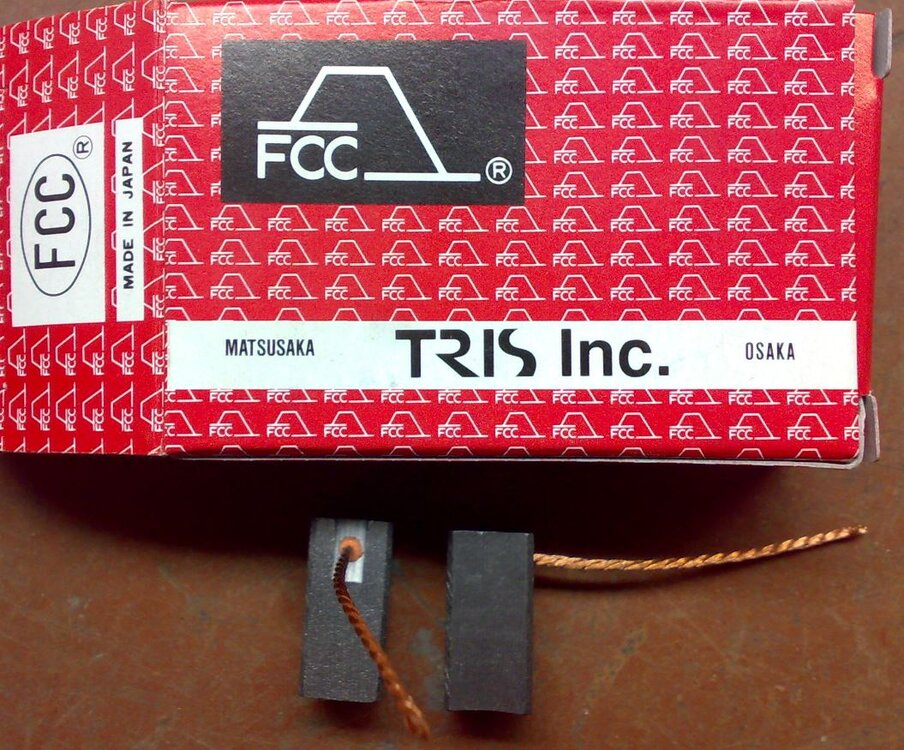 FCC ®
FCC ®
MADE IN JAPAN
MATSUSAKA TRIS Inc. OSAKA